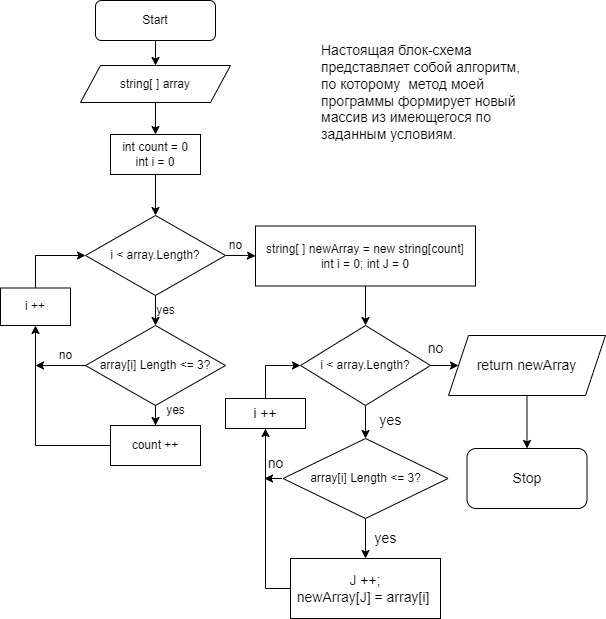 Start
Настоящая блок-схема
представляет собой алгоритм,
по которому метод моей
программы формирует новый
массив из имеющегося по
заданным условиям.
string[ ] array
int count = 0
int i = 0
i < array.Length?
no
string[ ] newArray = new string[count]
int i = 0; int J = 0
i ++
yes
no
array[i] Length <= 3?
yes
count ++
i < array.Length?
no
return newArray
i ++
yes
no
array[i] Length <= 3?
Stop
yes
J ++;
newArray[J] = array[i]